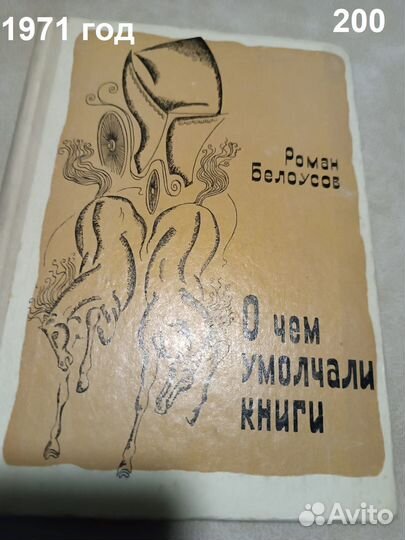 1971 год
200
Роман
Белоусов
О чем
умолчали
книги
Avito